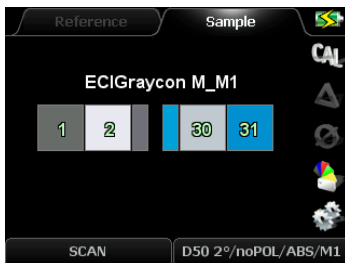 Reference Sample
CAL
ECIGraycon M_M1
1 2 30 31
SCAN D50 2°/noPOL/ABS/M1